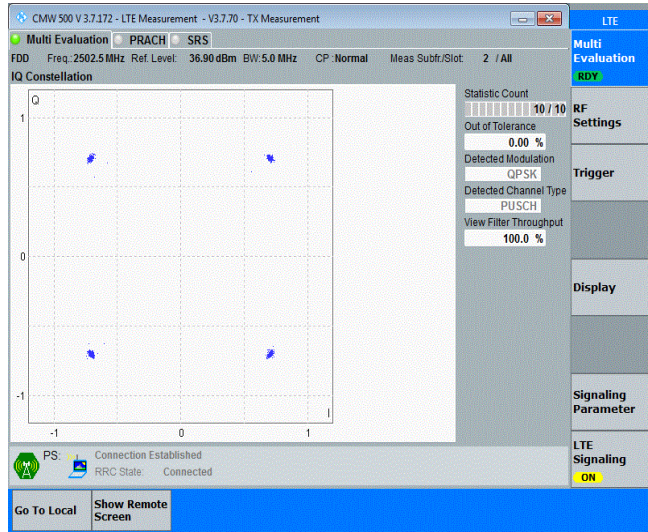 CMW 500 V 3.7.172 - LTE Measurement - V3.7.70 - TX Measurement
LTE
Multi Evaluation PRACH SRS
FDD Freq.:2502.5 MHz Ref. Level: 36.90 dBm BW:5.0 MHz CP :Normal Meas Subfr./Slot: 2 / All
IQ Constellation
Q
1
0
-1
-1 0 1
I
Statistic Count
10 / 10
Out of Tolerance
0.00 %
Detected Modulation
QPSK
Detected Channel Type
PUSCH
View Filter Throughput
100.0 %
Multi
Evaluation
RDY
RF
Settings
Trigger
Display
Signaling
Parameter
LTE
Signaling
ON
PS: Connection Established
RRC State: Connected
Go To Local
Show Remote
Screen